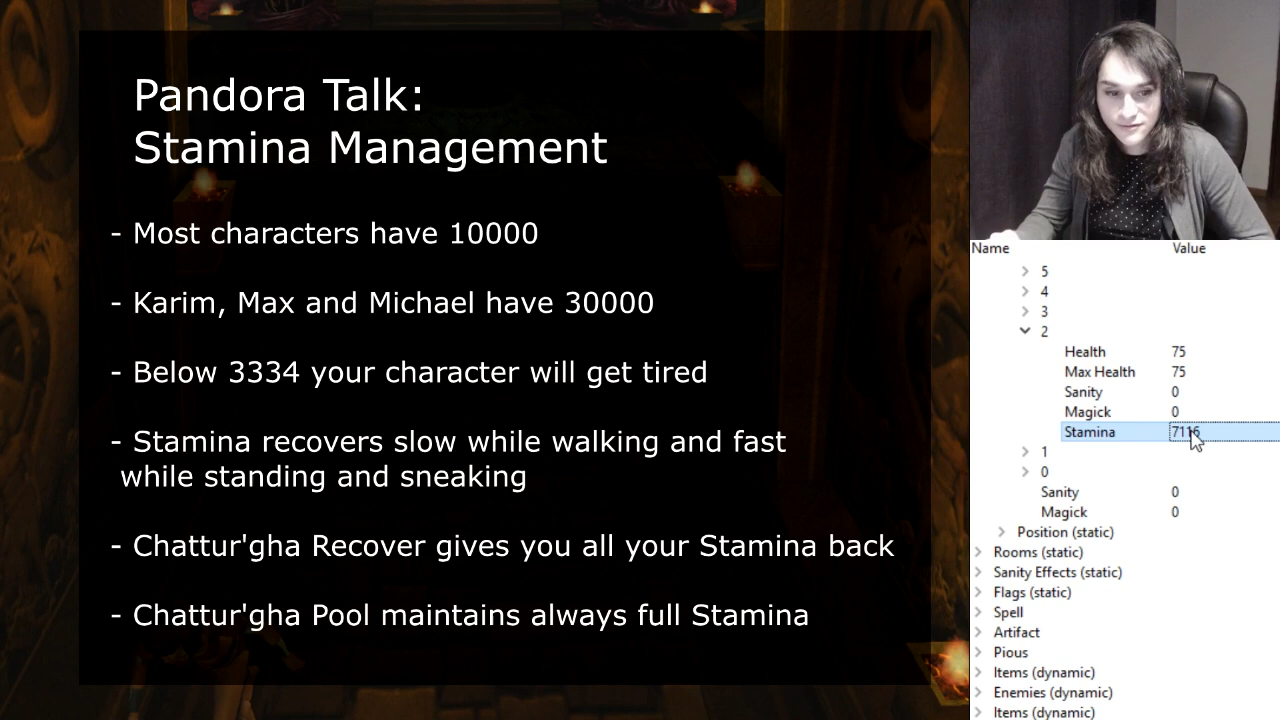 Pandora Talk:
Stamina Management
- Most characters have 10000
- Karim, Max and Michael have 30000
- Below 3334 your character will get tired
- Stamina recovers slow while walking and fast
while standing and sneaking
- Chattur'gha Recover gives you all your Stamina back
- Chattur'gha Pool maintains always full Stamina
Name Value
5
4
3
2
Health 75
Max Health 75
Sanity 0
Magick 0
Stamina 7116
1
0
Sanity 0
Magick 0
Position (static)
Rooms (static)
Sanity Effects (static)
Flags (static)
Spell
Artifact
Pious
Items (dynamic)
Enemies (dynamic)
Items (dynamic)